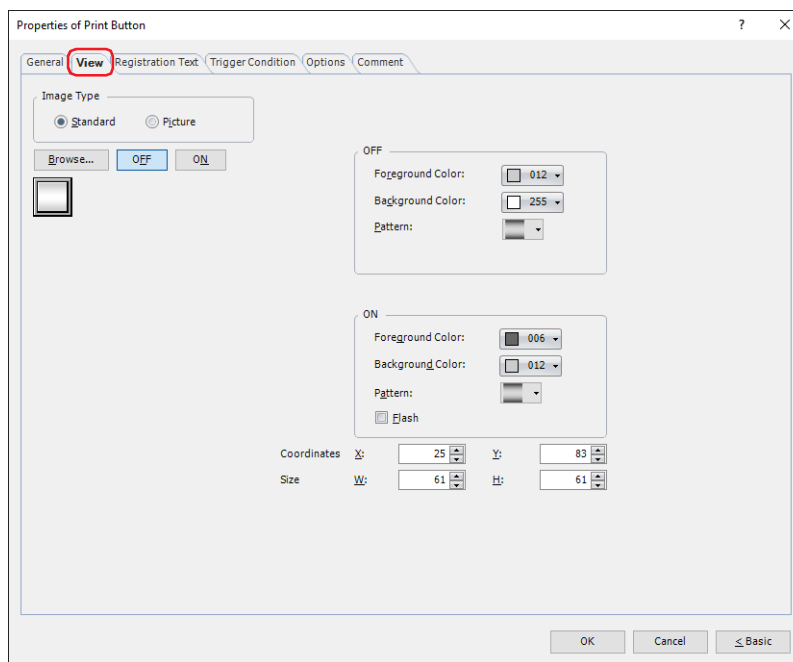 Properties of Print Button ?
General View Registration Text Trigger Condition Options Comment
Image Type
Standard Picture
Browse... OFF ON
OFF
Foreground Color: 012
Background Color: 255
Pattern:
ON
Foreground Color: 006
Background Color: 012
Pattern:
Flash
Coordinates X: 25 Y: 83
Size W: 61 H: 61
OK Cancel < Basic